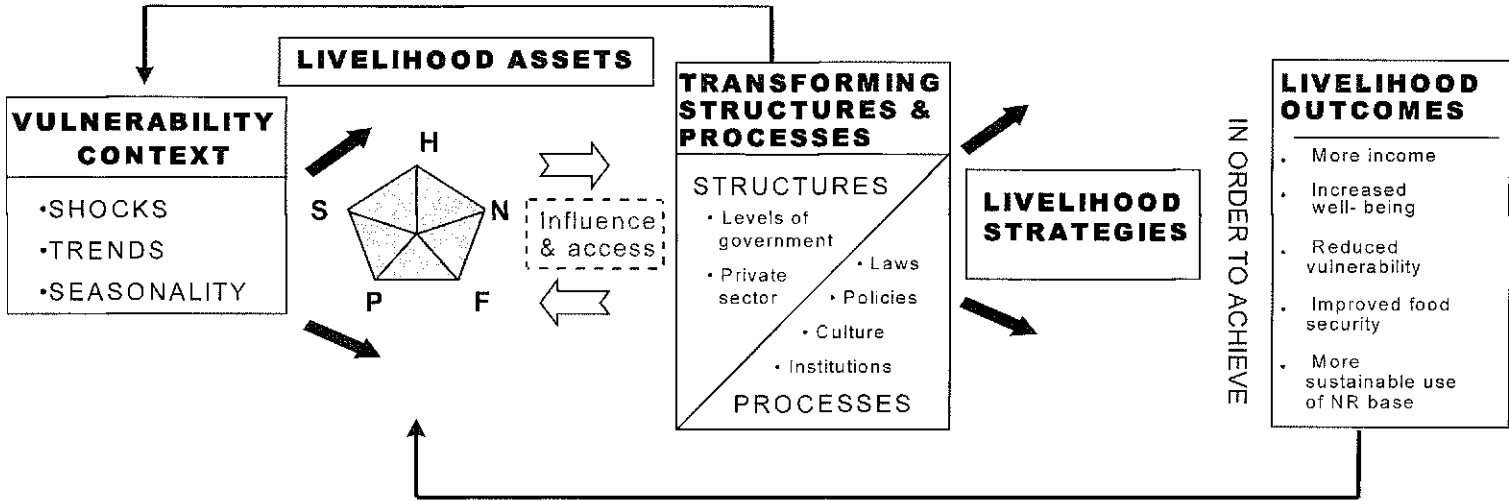 LIVELIHOOD ASSETS
VULNERABILITY
CONTEXT
•SHOCKS
•TRENDS
•SEASONALITY
H
S
N
P
F
Influence
& access
TRANSFORMING
STRUCTURES &
PROCESSES
STRUCTURES
• Levels of
government
• Private
sector
• Laws
• Policies
• Culture
• Institutions
PROCESSES
LIVELIHOOD
STRATEGIES
IN ORDER TO ACHIEVE
LIVELIHOOD
OUTCOMES
• More income
• Increased
well- being
• Reduced
vulnerability
• Improved food
security
• More
sustainable use
of NR base